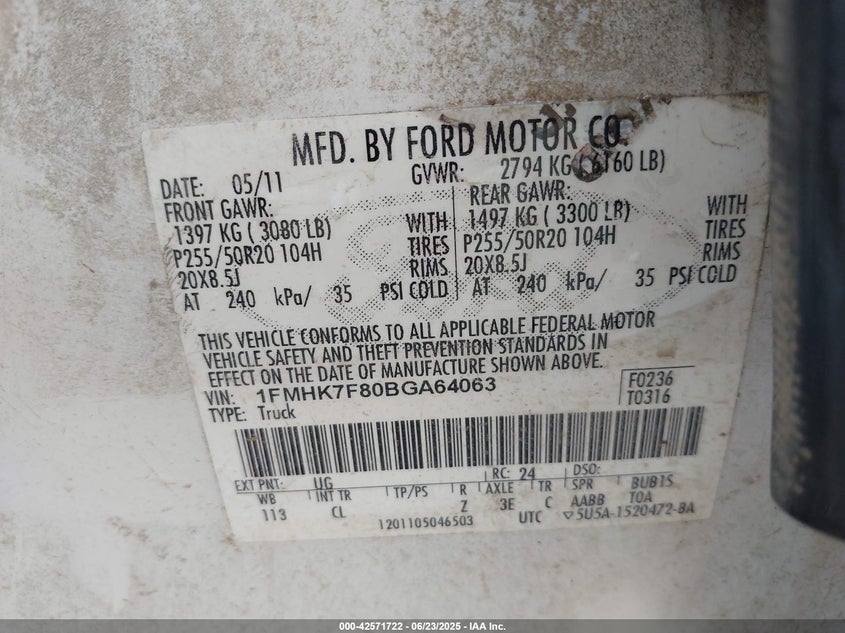 MFD. BY FORD MOTOR CO
DATE: 05/11 GVWR: 2794 KG (6160 LB)
FRONT GAWR: REAR GAWR:
1397 KG ( 3080 LB) WITH 1497 KG ( 3300 LB) WITH
P255/50R20 104H TIRES P255/50R20 104H TIRES
20X8.5J RIMS 20X8.5J RIMS
AT 240 kPa/ 35 PSI COLD AT 240 kPa/ 35 PSI COLD
THIS VEHICLE CONFORMS TO ALL APPLICABLE FEDERAL MOTOR
VEHICLE SAFETY AND THEFT PREVENTION STANDARDS IN
EFFECT ON THE DATE OF MANUFACTURE SHOWN ABOVE.
VIN: 1FMHK7F80BGA64063 F0236
TYPE: Truck T0316
EXT PNT: UG RC: 24 DSO:
WB INT TR TP/PS R AXLE TR SPR BUB1S
113 CL Z 3E C AABB TOA
1201105046503 UTC ▽5U5A-1520472-BA
000-42571722 - 06/23/2025 - IAA Inc.